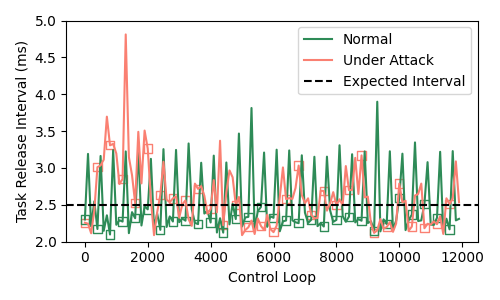 5.0
4.5
4.0
3.5
3.0
2.5
2.0
Task Release Interval (ms)
Normal
Under Attack
Expected Interval
0 2000 4000 6000 8000 10000 12000
Control Loop